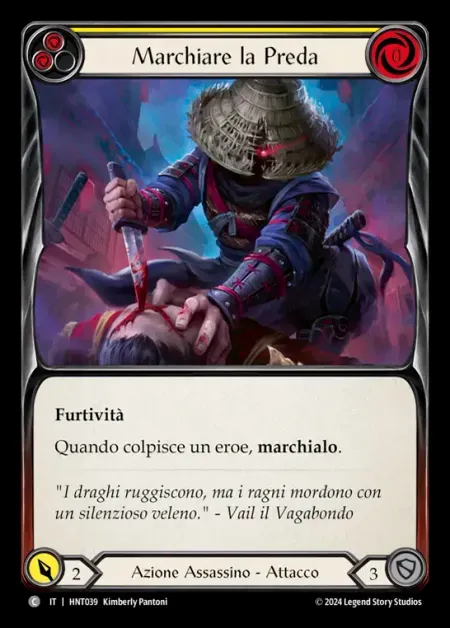 Marchiare la Preda
0
Furtività
Quando colpisce un eroe, marchialo.
"I draghi ruggiscono, ma i ragni mordono con
un silenzioso veleno." - Vail il Vagabondo
2
Azione Assassino - Attacco
3
C IT | HNT039 Kimberly Pantoni
© 2024 Legend Story Studios